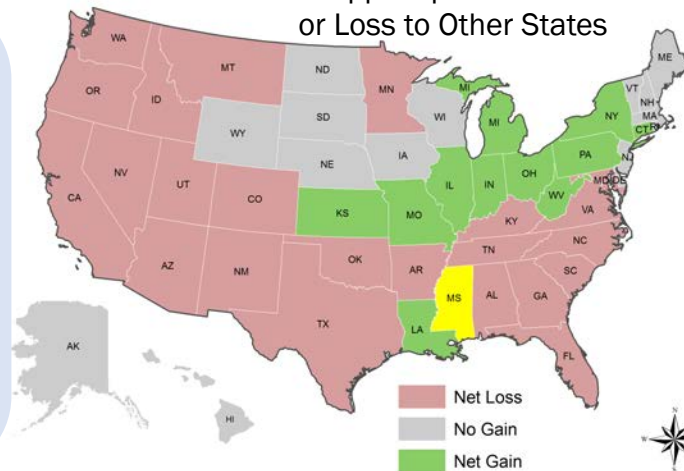 or Loss to Other States
WA
MT
ND
MN
ME
OR
ID
SD
WI
MI
VT
NH
WY
MI
NY
MA
CT
NE
IA
PA
NJ
NV
UT
CO
IL
IN
OH
MD
DE
CA
KS
MO
WV
VA
KY
NC
TN
AZ
NM
OK
AR
SC
MS
AL
GA
TX
LA
FL
AK
HI
Net Loss
No Gain
Net Gain
N